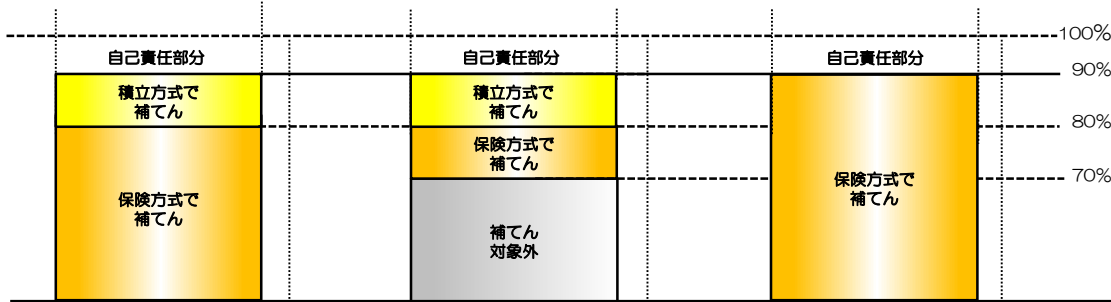 100%
自己責任部分
自己責任部分
自己責任部分
90%
積立方式で
補てん
積立方式で
補てん
80%
保険方式で
補てん
70%
保険方式で
補てん
保険方式で
補てん
補てん
対象外